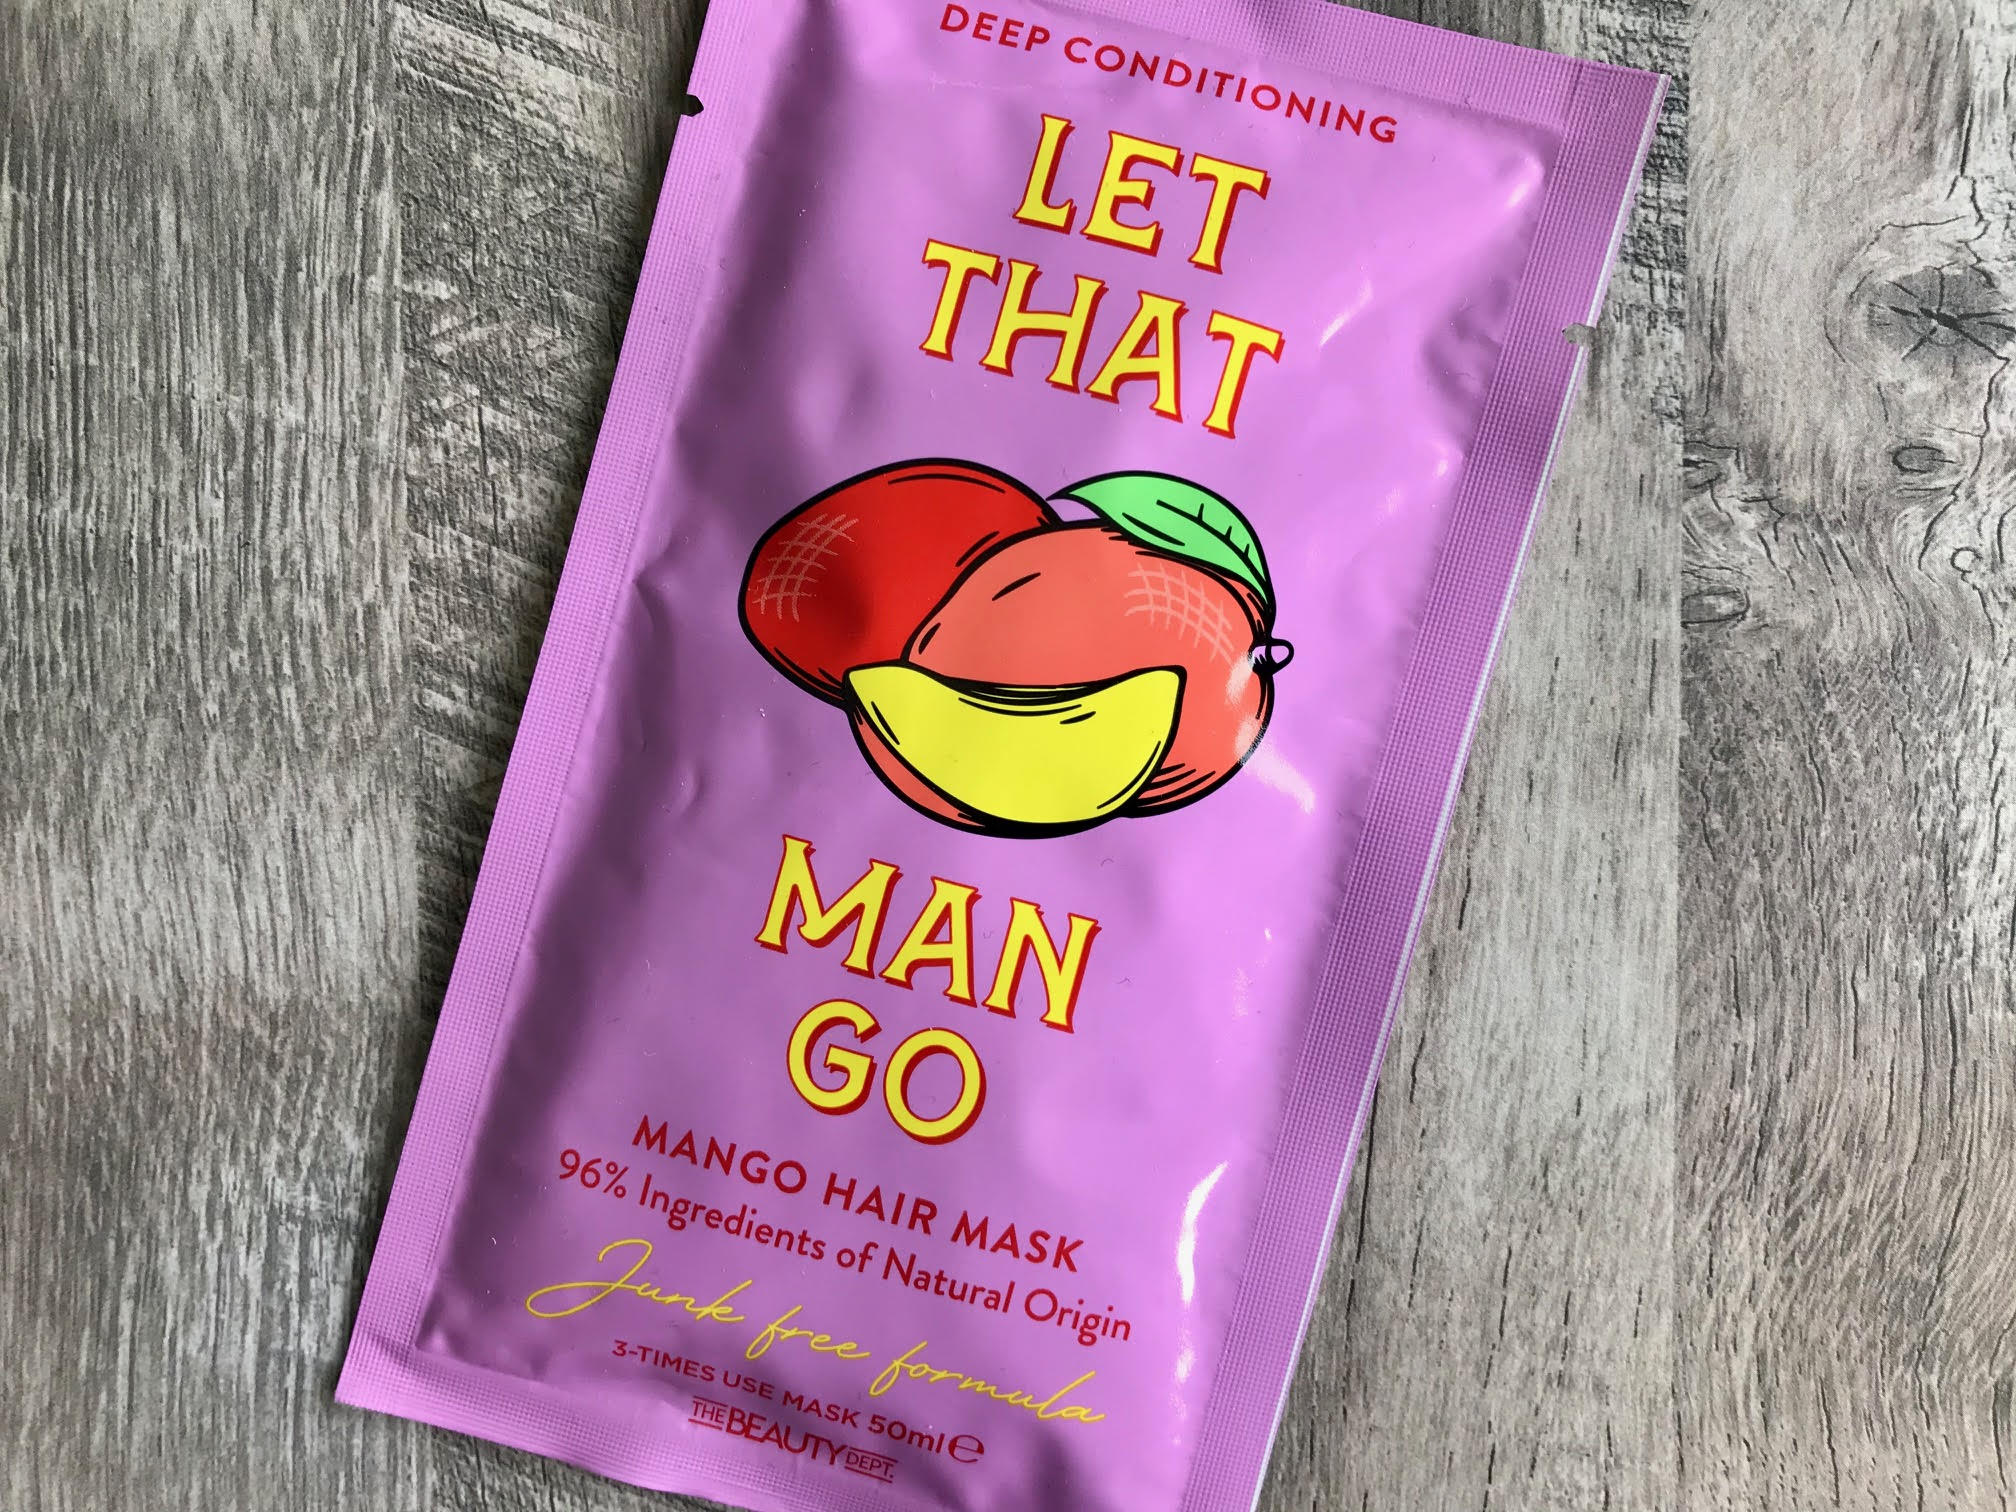 DEEP CONDITIONING
LET
THAT
MAN
GO
MANGO HAIR MASK
96% Ingredients of Natural Origin
Junk free formula
3-TIMES USE MASK 50ml ℮
THE BEAUTY DEPT.